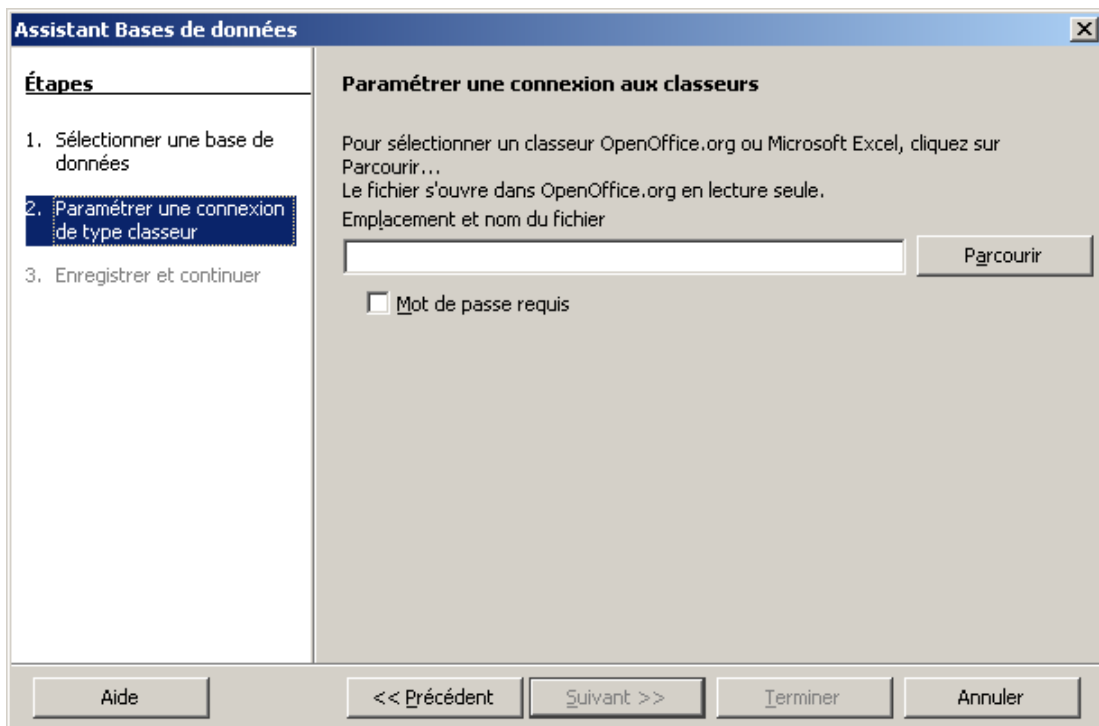 Assistant Bases de données
Étapes
1. Sélectionner une base de
données
2. Paramétrer une connexion
de type classeur
3. Enregistrer et continuer
Paramétrer une connexion aux classeurs
Pour sélectionner un classeur OpenOffice.org ou Microsoft Excel, cliquez sur
Parcourir...
Le fichier s'ouvre dans OpenOffice.org en lecture seule.
Emplacement et nom du fichier
Parcourir
Mot de passe requis
Aide
<< Précédent
Suivant >>
Terminer
Annuler